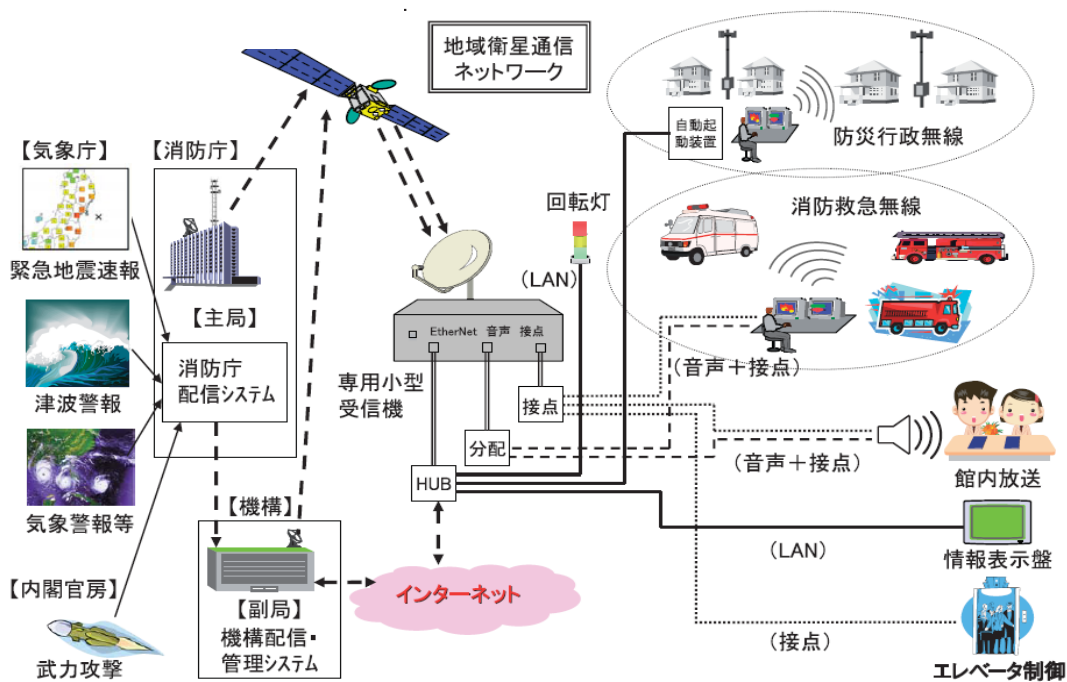 地域衛星通信
ネットワーク
【気象庁】
【消防庁】
緊急地震速報
【主局】
消防庁
配信システム
津波警報
気象警報等
【内閣官房】
武力攻撃
【機構】
【副局】
機構配信・
管理システム
インターネット
EtherNet 音声 接点
専用小型
受信機
接点
分配
HUB
回転灯
(LAN)
自動起
動装置
防災行政無線
消防救急無線
(音声＋接点)
(音声＋接点)
館内放送
(LAN)
情報表示盤
(接点)
エレベータ制御